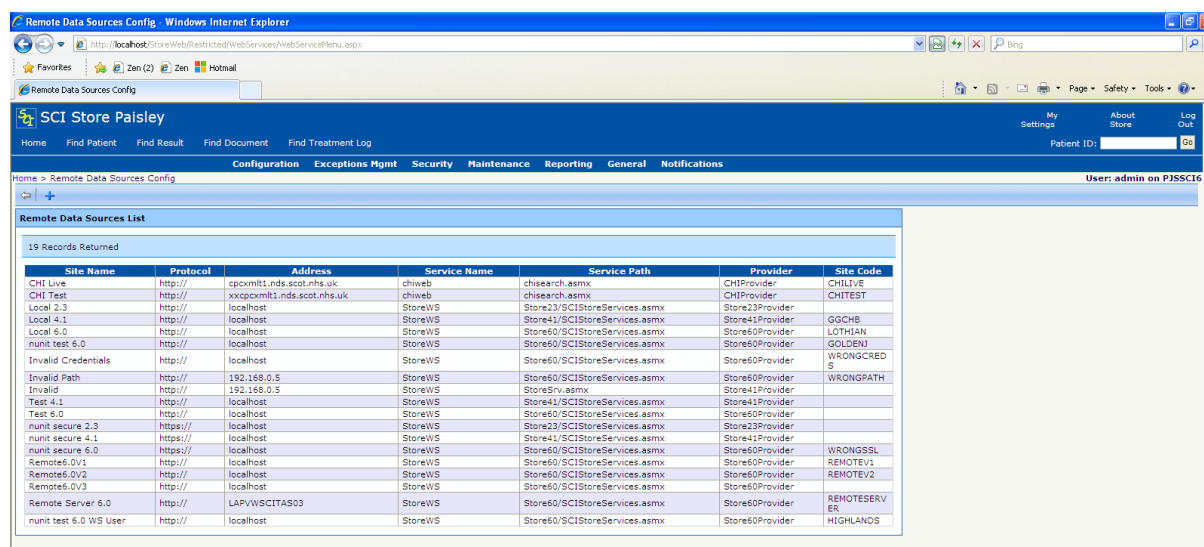 Remote Data Sources Config - Windows Internet Explorer
http://localhost/StoreWeb/Restricted/WebServices/WebServiceMenu.aspx
Bing
Favorites Zen (2) Zen Hotmail
Remote Data Sources Config
Page Safety Tools
SCI Store Paisley
My Settings About Store Log Out
Home Find Patient Find Result Find Document Find Treatment Log
Patient ID: Go
Configuration Exceptions Mgmt Security Maintenance Reporting General Notifications
Home > Remote Data Sources Config User: admin on PJSSCI6
Remote Data Sources List
19 Records Returned
Site Name Protocol Address Service Name Service Path Provider Site Code
CHI Live http:// cpcxmlt1.nds.scot.nhs.uk chiweb chisearch.asmx CHIProvider CHILIVE
CHI Test http:// xxcpcxmlt1.nds.scot.nhs.uk chiweb chisearch.asmx CHIProvider CHITEST
Local 2.3 http:// localhost StoreWS Store23/SCIStoreServices.asmx Store23Provider
Local 4.1 http:// localhost StoreWS Store41/SCIStoreServices.asmx Store41Provider GGCHB
Local 6.0 http:// localhost StoreWS Store60/SCIStoreServices.asmx Store60Provider LOTHIAN
nunit test 6.0 http:// localhost StoreWS Store60/SCIStoreServices.asmx Store60Provider GOLDENJ
Invalid Credentials http:// localhost StoreWS Store60/SCIStoreServices.asmx Store60Provider WRONGCRED
S
Invalid Path http:// 192.168.0.5 StoreWS Store60/SCIStoreServices.asmx Store60Provider WRONGPATH
Invalid http:// 192.168.0.5 StoreWS StoreSrv.asmx Store41Provider
Test 4.1 http:// localhost StoreWS Store41/SCIStoreServices.asmx Store41Provider
Test 6.0 http:// localhost StoreWS Store60/SCIStoreServices.asmx Store60Provider
nunit secure 2.3 https:// localhost StoreWS Store23/SCIStoreServices.asmx Store23Provider
nunit secure 4.1 https:// localhost StoreWS Store41/SCIStoreServices.asmx Store41Provider
nunit secure 6.0 https:// localhost StoreWS Store60/SCIStoreServices.asmx Store60Provider WRONGSSL
Remote6.0V1 http:// localhost StoreWS Store60/SCIStoreServices.asmx Store60Provider REMOTEV1
Remote6.0V2 http:// localhost StoreWS Store60/SCIStoreServices.asmx Store60Provider REMOTEV2
Remote6.0V3 http:// localhost StoreWS Store60/SCIStoreServices.asmx Store60Provider
Remote Server 6.0 http:// LAPVWSCITAS03 StoreWS Store60/SCIStoreServices.asmx Store60Provider REMOTESERV
ER
nunit test 6.0 WS User http:// localhost StoreWS Store60/SCIStoreServices.asmx Store60Provider HIGHLANDS